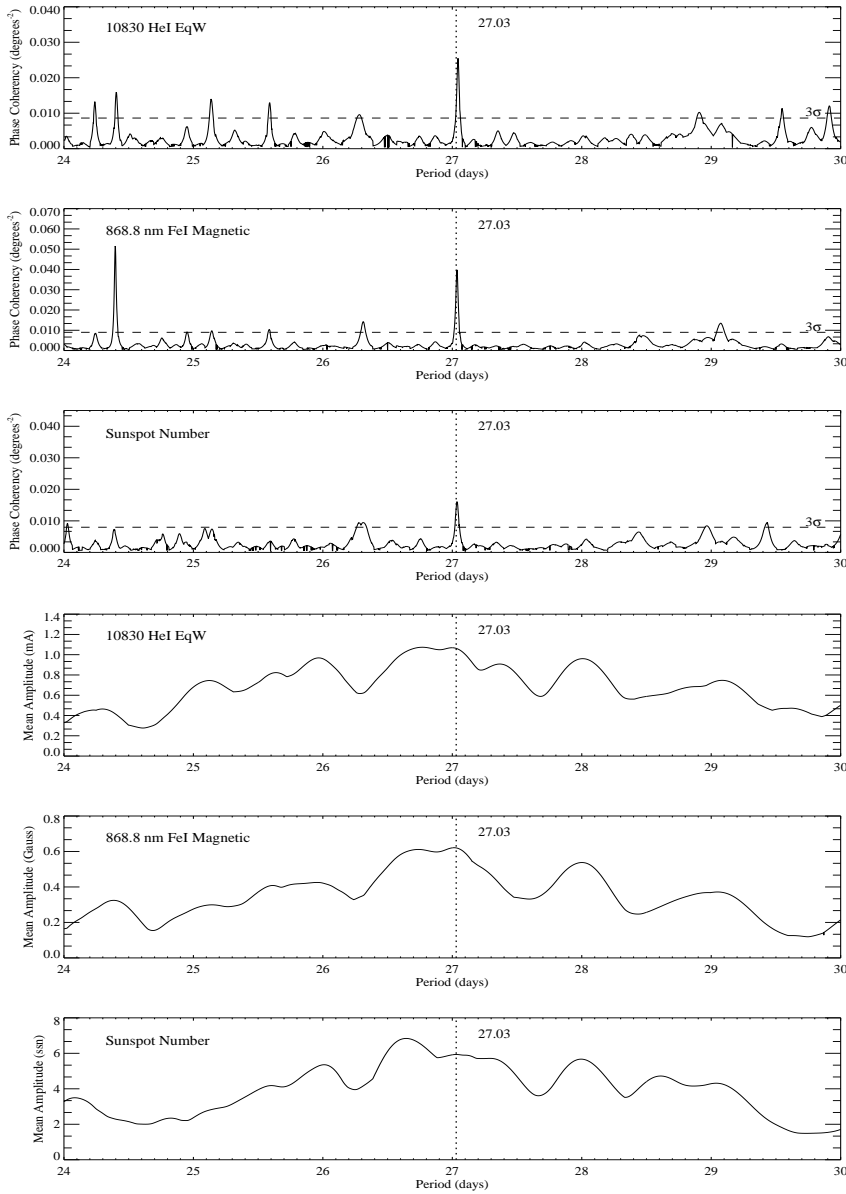 10830 HeI EqW
27.03
Phase Coherency (degrees⁻²)
0.040
0.030
0.020
0.010
0.000
3σ
24 25 26 27 28 29 30
Period (days)
868.8 nm FeI Magnetic
27.03
Phase Coherency (degrees⁻²)
0.070
0.060
0.050
0.040
0.030
0.020
0.010
0.000
3σ
24 25 26 27 28 29 30
Period (days)
Sunspot Number
27.03
Phase Coherency (degrees⁻²)
0.040
0.030
0.020
0.010
0.000
3σ
24 25 26 27 28 29 30
Period (days)
10830 HeI EqW
27.03
Mean Amplitude (mA)
1.4
1.2
1.0
0.8
0.6
0.4
0.2
0.0
24 25 26 27 28 29 30
Period (days)
868.8 nm FeI Magnetic
27.03
Mean Amplitude (Gauss)
0.8
0.6
0.4
0.2
0.0
24 25 26 27 28 29 30
Period (days)
Sunspot Number
27.03
Mean Amplitude (ssn)
8
6
4
2
0
24 25 26 27 28 29 30
Period (days)